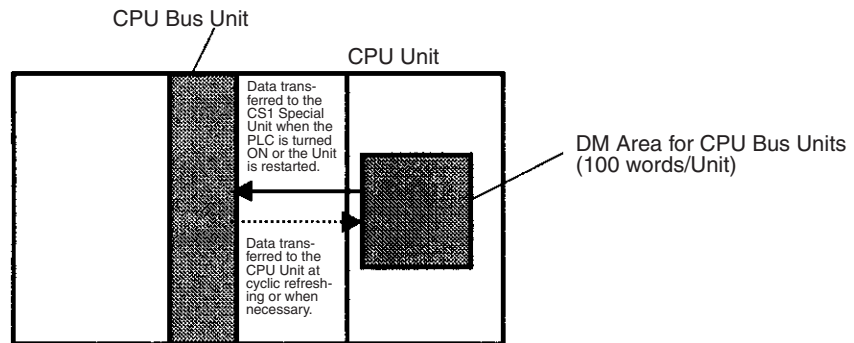 CPU Bus Unit
CPU Unit
Data trans-
ferred to the
CS1 Special
Unit when the
PLC is turned
ON or the Unit
is restarted.
DM Area for CPU Bus Units
(100 words/Unit)
Data trans-
ferred to the
CPU Unit at
cyclic refresh-
ing or when
necessary.